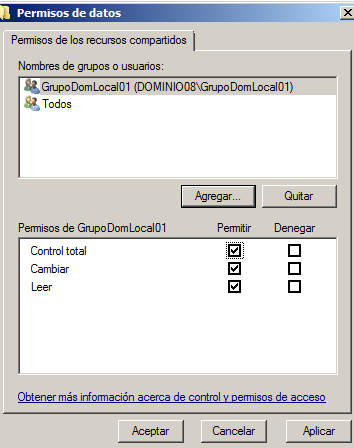 Permisos de datos
Permisos de los recursos compartidos
Nombres de grupos o usuarios:
GrupoDomLocal01 (DOMINIO08\GrupoDomLocal01)
Todos
Agregar... Quitar
Permisos de GrupoDomLocal01 Permitir Denegar
Control total
Cambiar
Leer
Obtener más información acerca de control y permisos de acceso
Aceptar Cancelar Aplicar